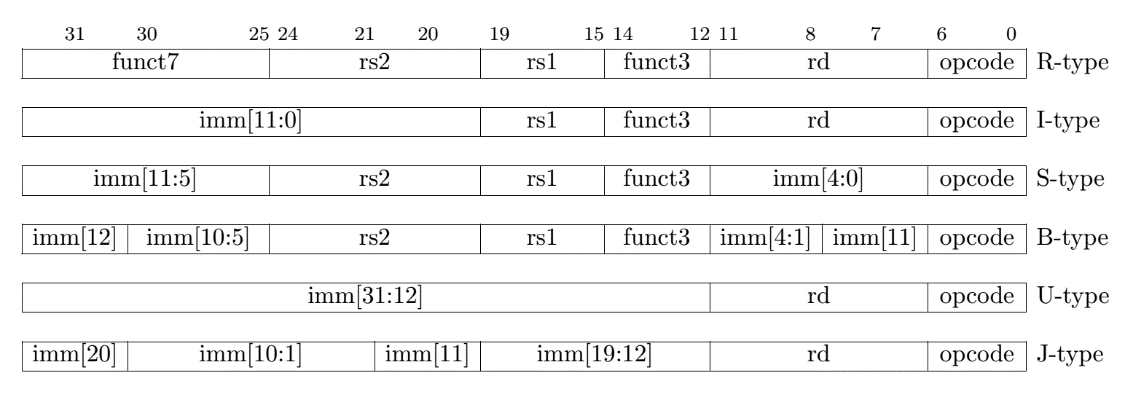 31 30 25 24 21 20 19 15 14 12 11 8 7 6 0
funct7 rs2 rs1 funct3 rd opcode R-type
imm[11:0] rs1 funct3 rd opcode I-type
imm[11:5] rs2 rs1 funct3 imm[4:0] opcode S-type
imm[12] imm[10:5] rs2 rs1 funct3 imm[4:1] imm[11] opcode B-type
imm[31:12] rd opcode U-type
imm[20] imm[10:1] imm[11] imm[19:12] rd opcode J-type